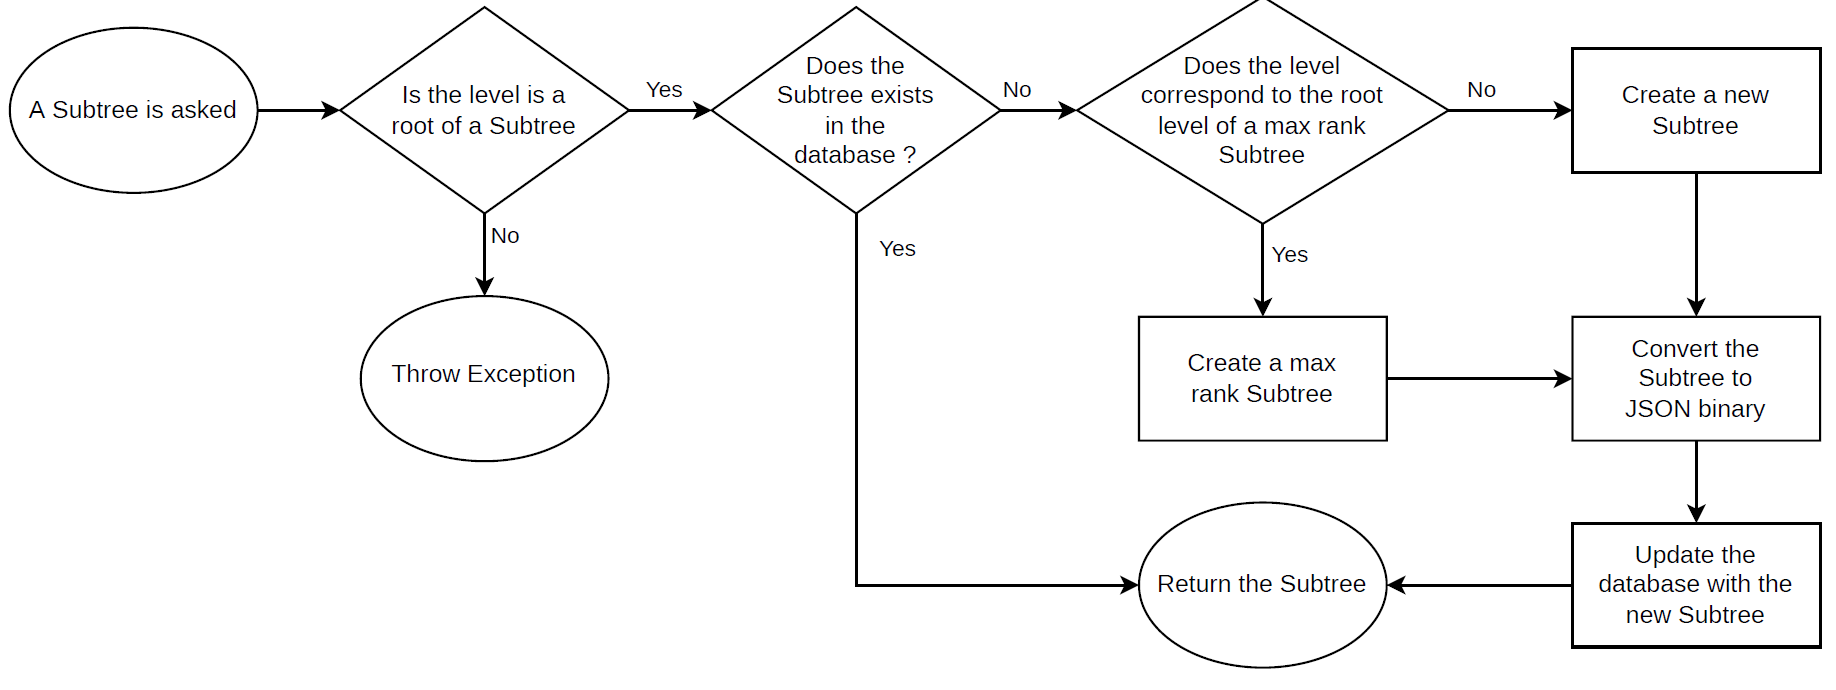 A Subtree is asked
Is the level is a
root of a Subtree
Yes
No
Throw Exception
Does the
Subtree exists
in the
database ?
No
Yes
Does the level
correspond to the root
level of a max rank
Subtree
No
Yes
Create a new
Subtree
Create a max
rank Subtree
Convert the
Subtree to
JSON binary
Update the
database with the
new Subtree
Return the Subtree